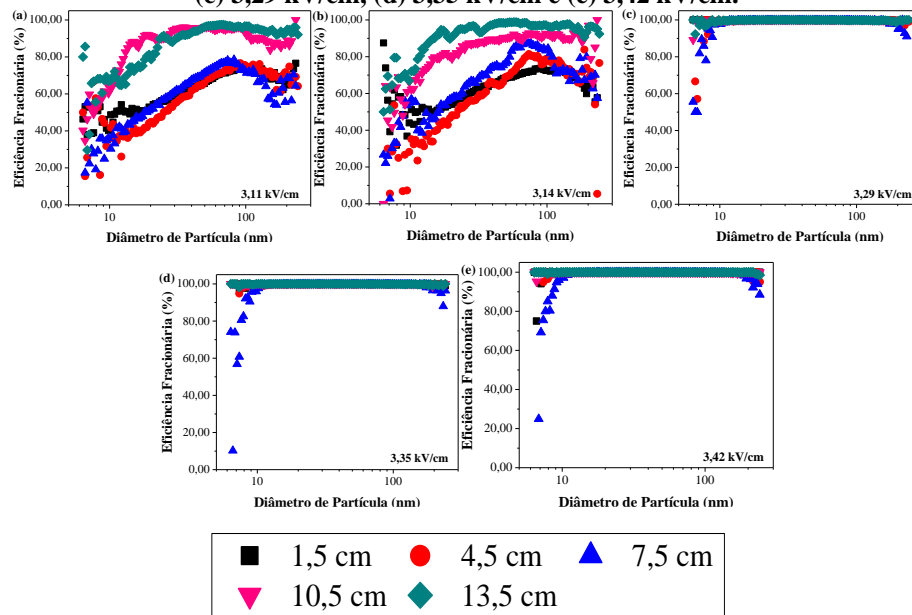 (c) 3,29 kV/cm, (d) 3,35 kV/cm e (e) 3,42 kV/cm.
(a)
Eficiência Fracionária (%)
100,00
80,00
60,00
40,00
20,00
0,00
3,11 kV/cm
10
100
Diâmetro de Partícula (nm)
(b)
Eficiência Fracionária (%)
100,00
80,00
60,00
40,00
20,00
0,00
3,14 kV/cm
10
100
Diâmetro de Partícula (nm)
(c)
Eficiência Fracionária (%)
100,00
80,00
60,00
40,00
20,00
0,00
3,29 kV/cm
10
100
Diâmetro de Partícula (nm)
(d)
Eficiência Fracionária (%)
100,00
80,00
60,00
40,00
20,00
0,00
3,35 kV/cm
10
100
Diâmetro de Partícula (nm)
(e)
Eficiência Fracionária (%)
100,00
80,00
60,00
40,00
20,00
0,00
3,42 kV/cm
10
100
Diâmetro de Partícula (nm)
1,5 cm 4,5 cm 7,5 cm
10,5 cm 13,5 cm